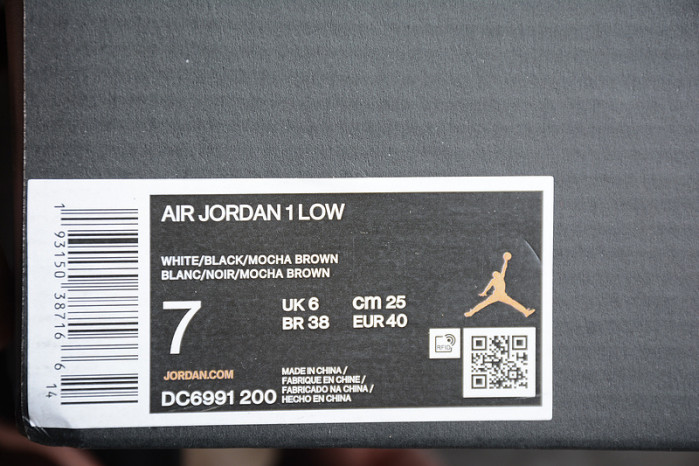 AIR JORDAN 1 LOW
WHITE/BLACK/MOCHA BROWN
BLANC/NOIR/MOCHA BROWN
7
UK 6 cm 25
BR 38 EUR 40
JORDAN.COM
DC6991 200
MADE IN CHINA /
FABRIQUE EN CHINE /
FABRICADO NA CHINA /
HECHO EN CHINA
RFID
1 93150 38716 6 14